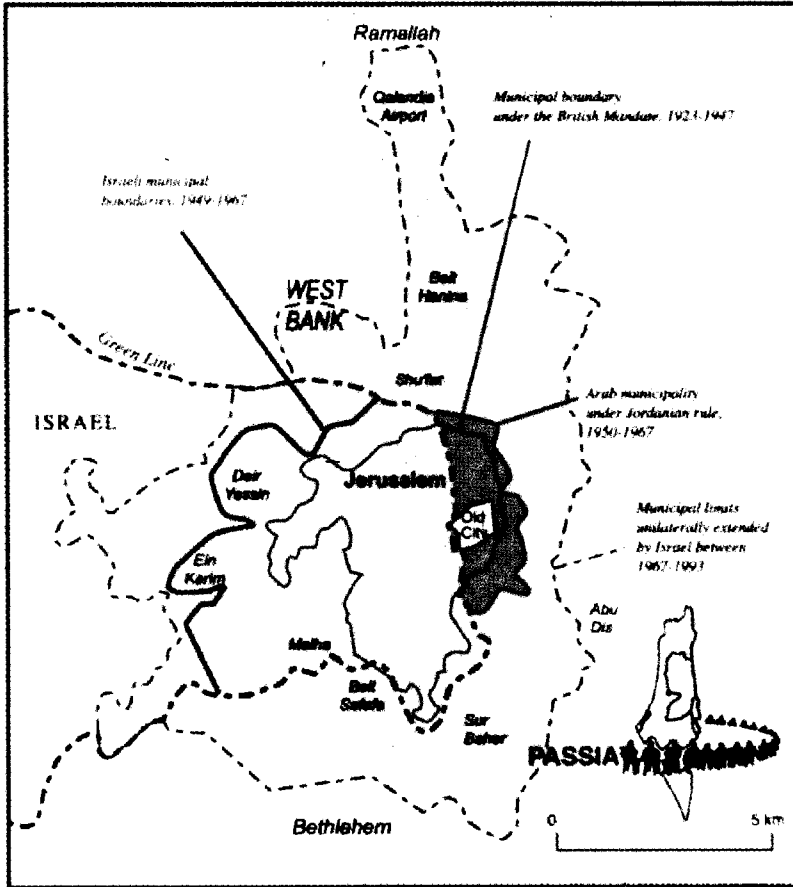 Ramallah
Qalandia
Airport
Municipal boundary
under the British Mandate, 1923-1947
Israeli municipal
boundaries, 1949-1967
WEST
BANK
Beit
Hanina
Green Line
Shu'fat
ISRAEL
Arab municipality
under Jordanian rule,
1950-1967
Deir
Yassin
Jerusalem
Old
City
Municipal limits
unilaterally extended
by Israel between
1967-1993
Ein
Karim
Abu
Dis
Malha
Beit
Safafa
Sur
Baher
PASSIA
Bethlehem
0 5 km